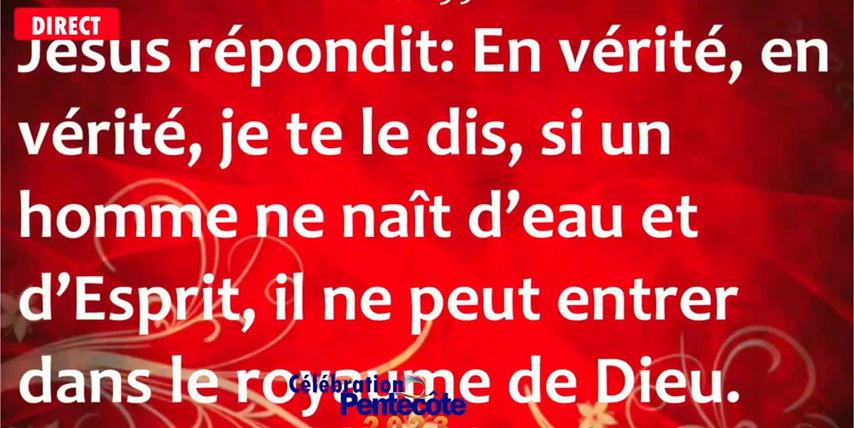 DIRECT
Jésus répondit: En vérité, en
vérité, je te le dis, si un
homme ne naît d’eau et
d’Esprit, il ne peut entrer
dans le royaume de Dieu.
Célébration
Pentecôte